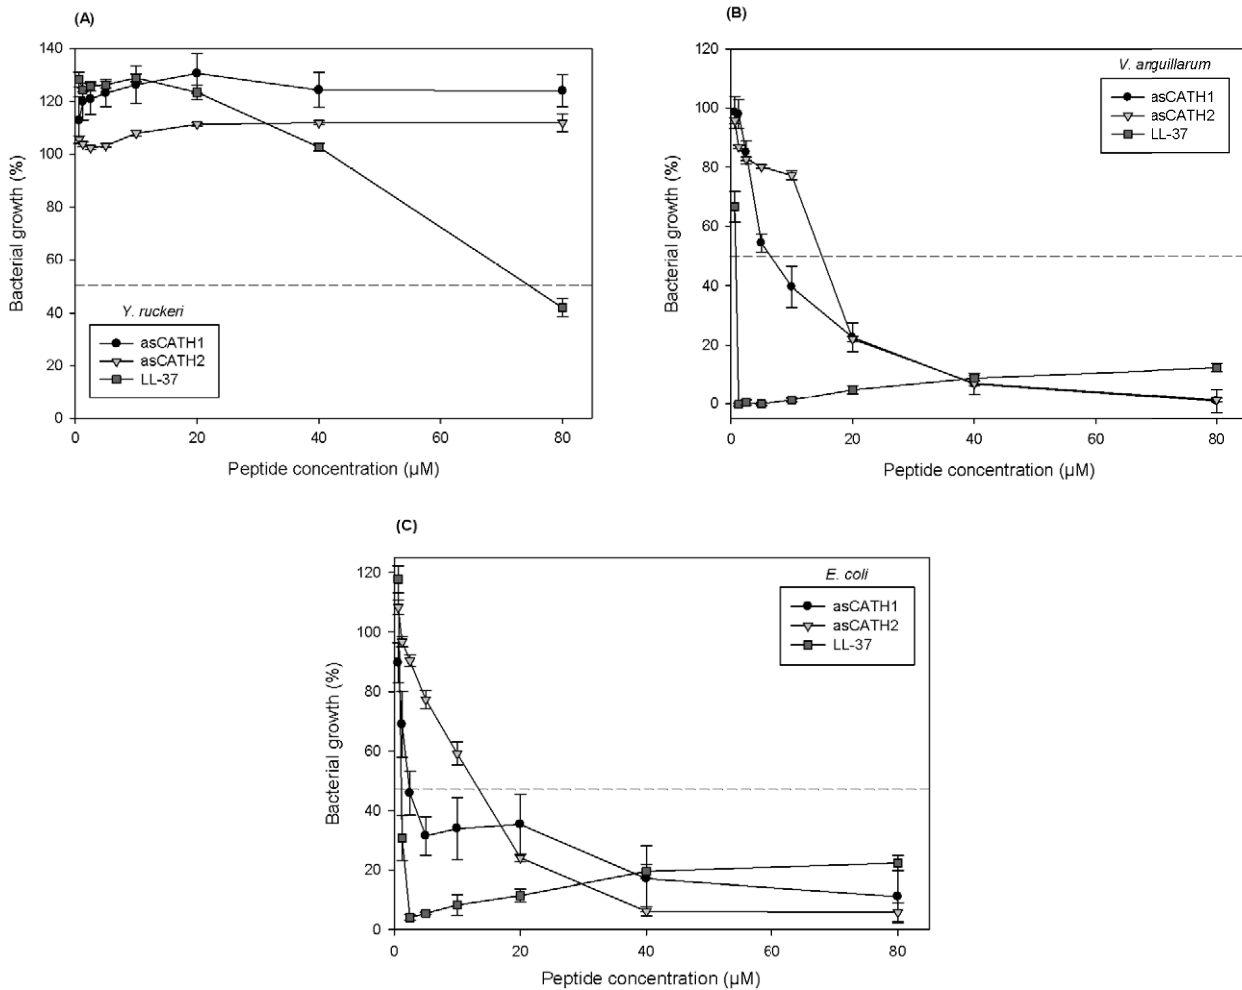 (A)
140
120
100
80
60
40
20
0
Bacterial growth (%)
Y. ruckeri
asCATH1
asCATH2
LL-37
0 20 40 60 80
Peptide concentration (µM)
(B)
120
100
80
60
40
20
0
Bacterial growth (%)
V. anguillarum
asCATH1
asCATH2
LL-37
0 20 40 60 80
Peptide concentration (µM)
(C)
120
100
80
60
40
20
0
Bacterial growth (%)
E. coli
asCATH1
asCATH2
LL-37
0 20 40 60 80
Peptide concentration (µM)